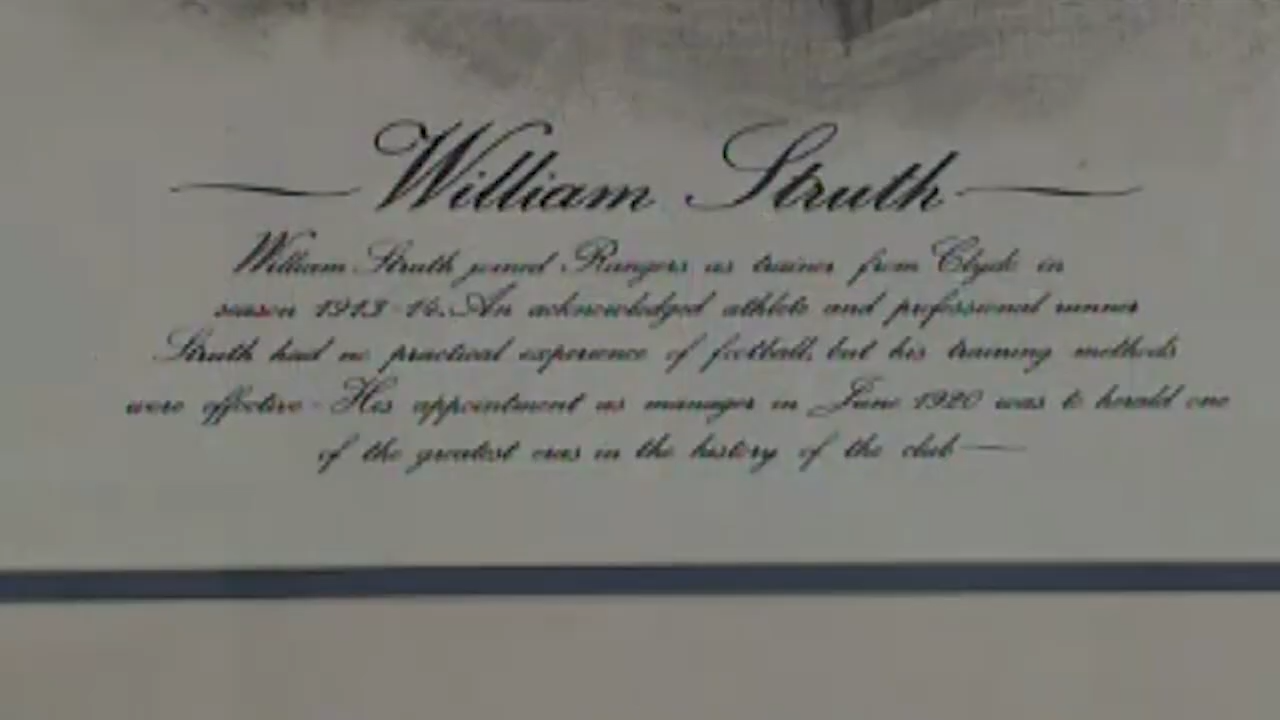 William Struth
William Struth joined Rangers as trainer from Clyde in
season 1913-14. An acknowledged athlete and professional runner
Struth had no practical experience of football, but his training methods
were effective - His appointment as manager in June 1920 was to herald one
of the greatest eras in the history of the club —